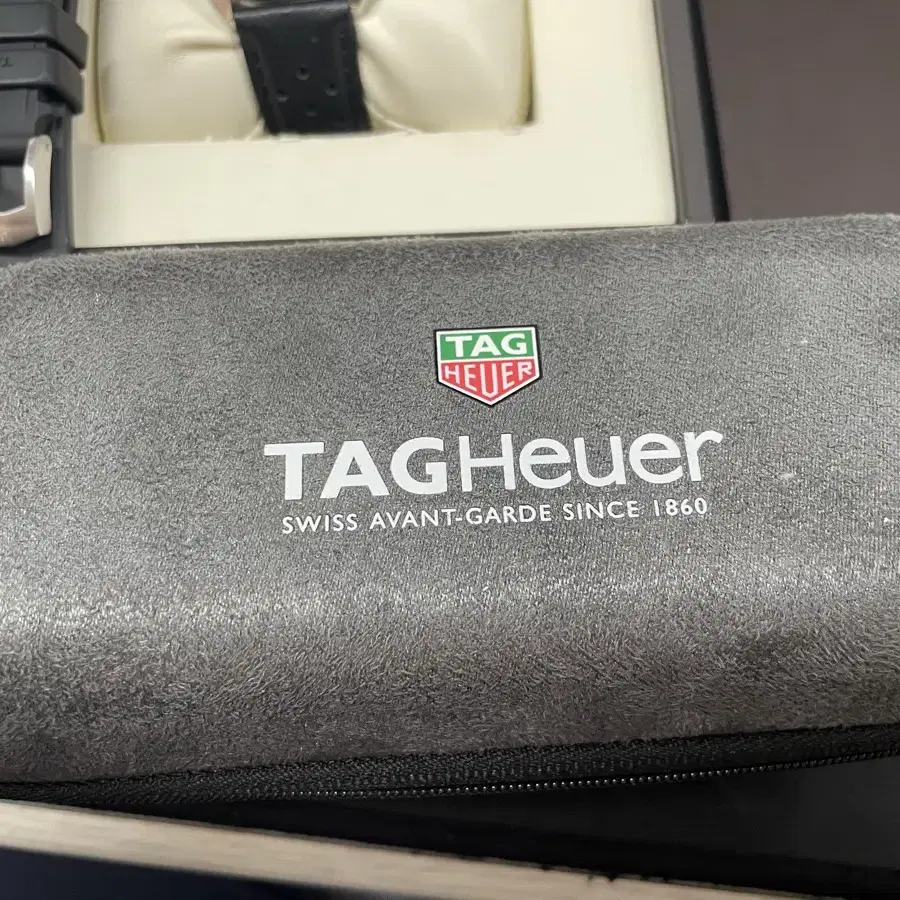 TAG
HEUER
TAGHeuer
SWISS AVANT-GARDE SINCE 1860